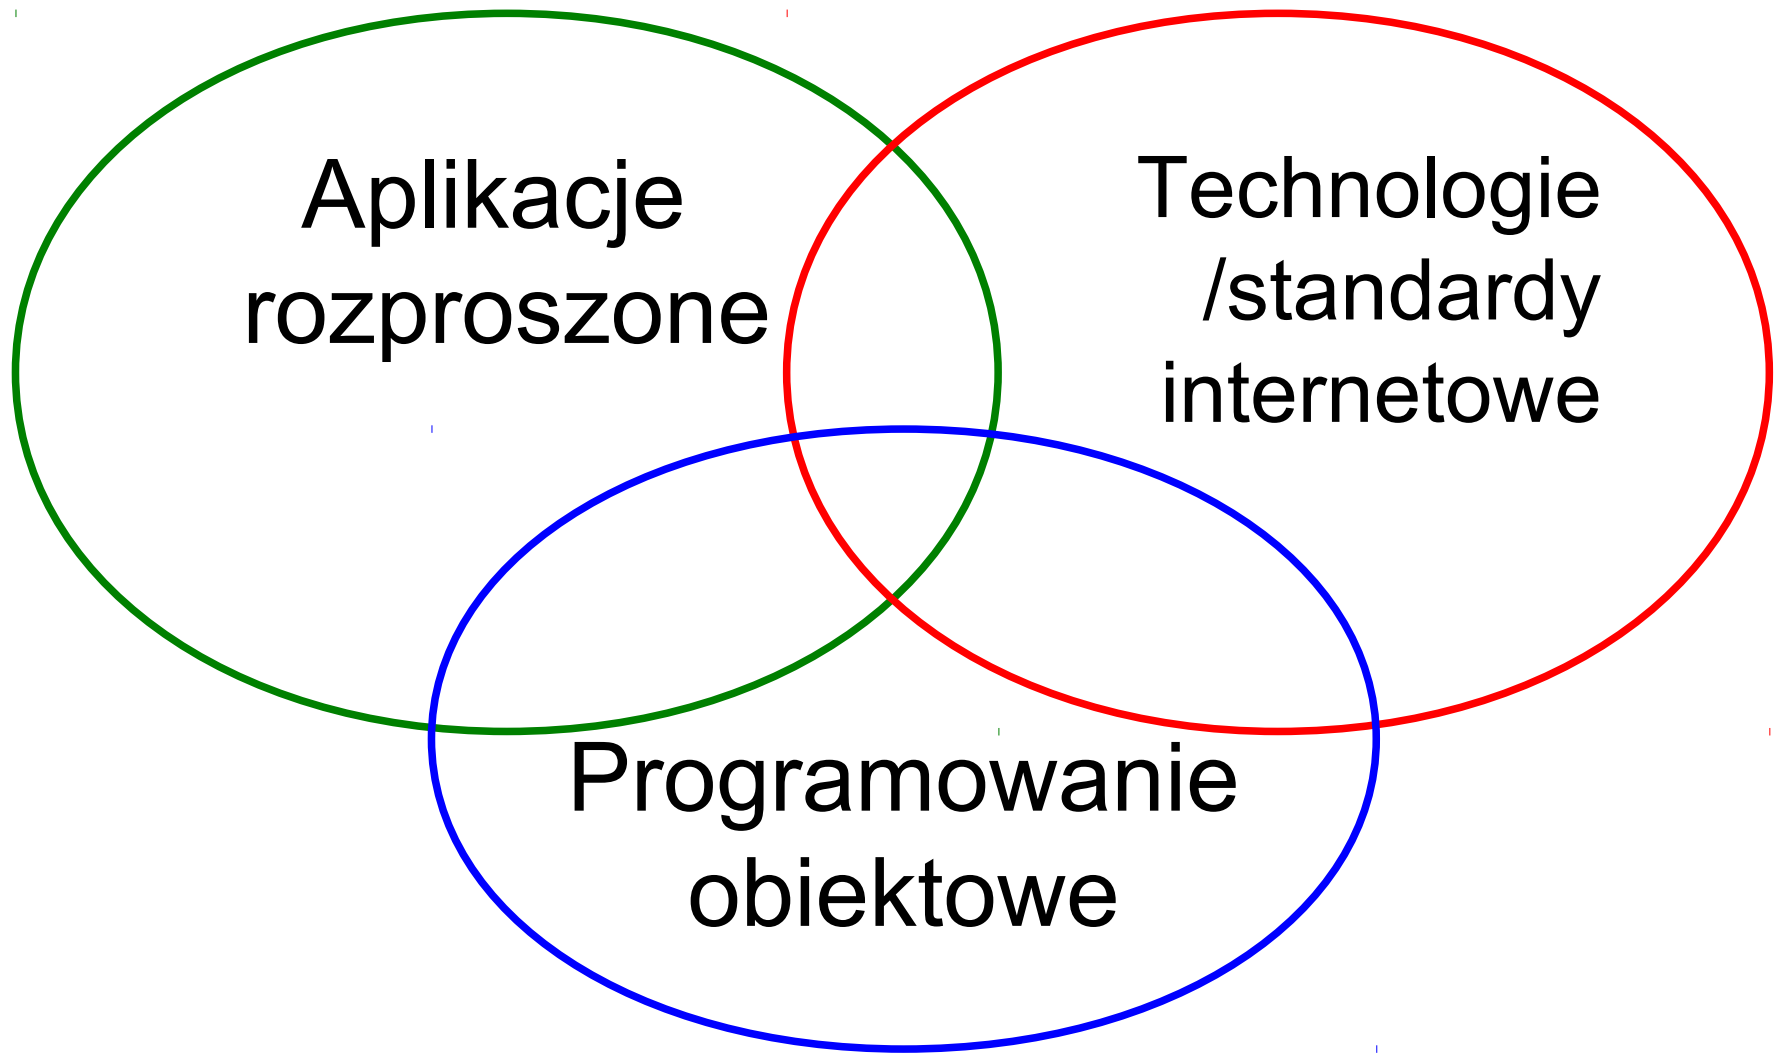 Aplikacje
rozproszone
Technologie
/standardy
internetowe
Programowanie
obiektowe